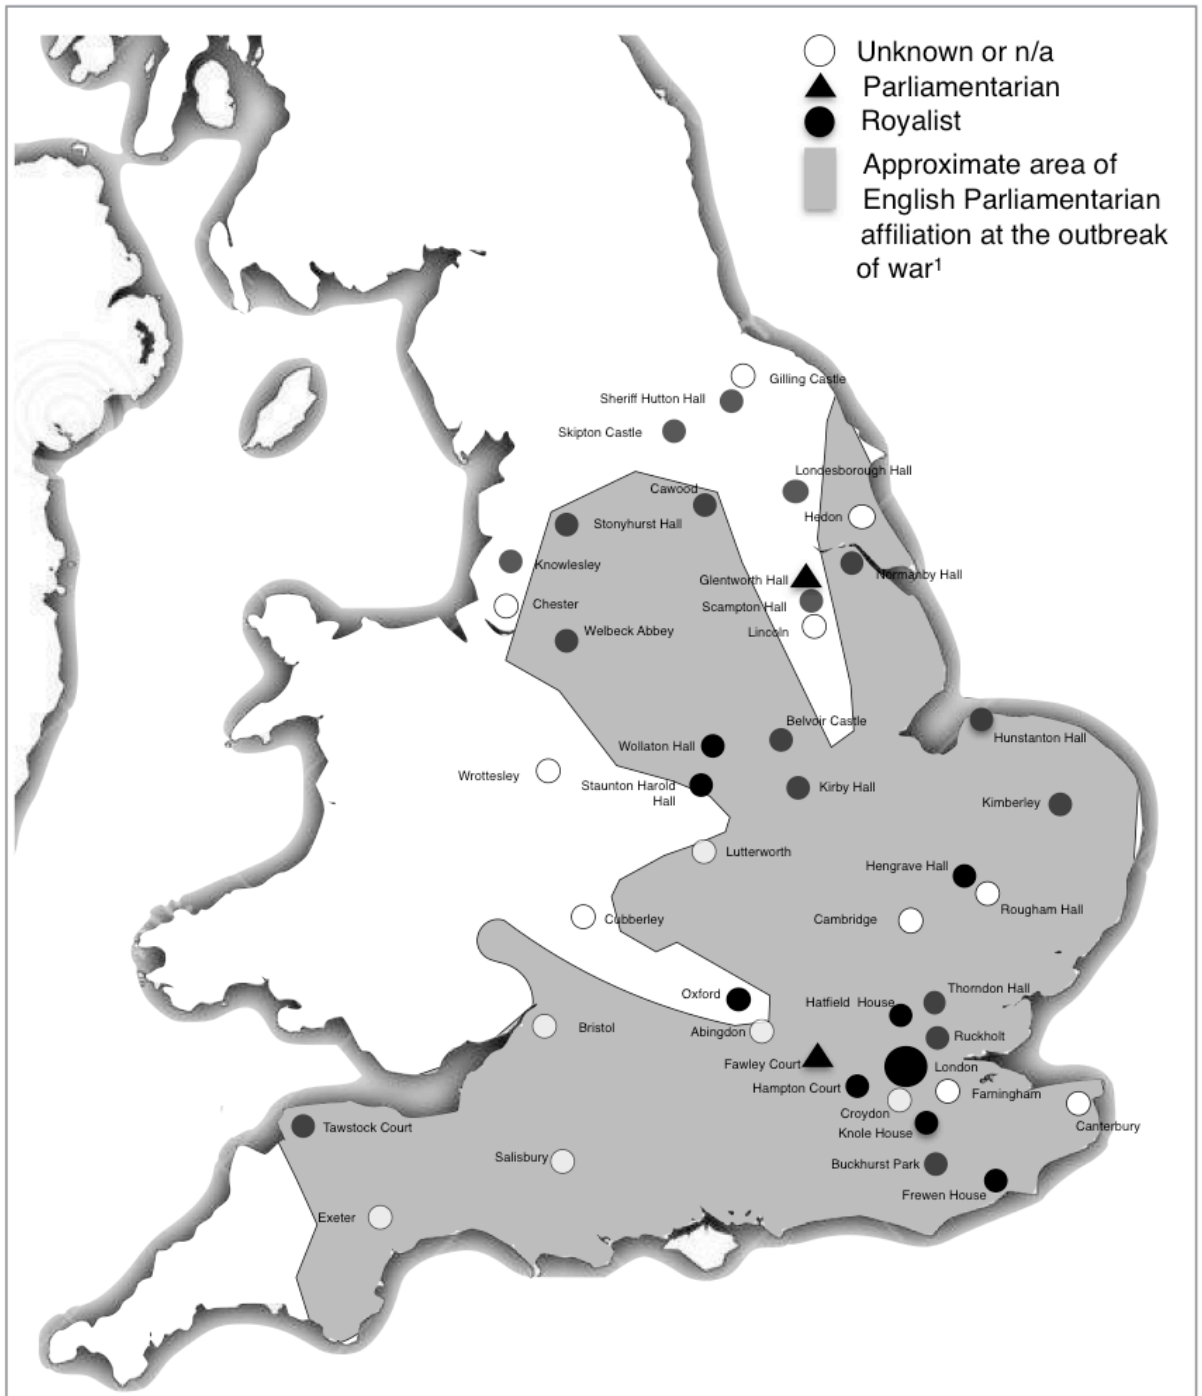 Unknown or n/a
Parliamentarian
Royalist
Approximate area of
English Parliamentarian
affiliation at the outbreak
of war¹
Gilling Castle
Sheriff Hutton Hall
Skipton Castle
Londesborough Hall
Cawood
Hedon
Stonyhurst Hall
Knowlesley
Normanby Hall
Glentworth Hall
Chester
Scampton Hall
Welbeck Abbey
Lincoln
Belvoir Castle
Hunstanton Hall
Wollaton Hall
Wrottesley
Staunton Harold
Hall
Kirby Hall
Kimberley
Lutterworth
Hengrave Hall
Rougham Hall
Cubberley
Cambridge
Thorndon Hall
Oxford
Hatfield House
Bristol
Abingdon
Ruckholt
Fawley Court
London
Hampton Court
Farningham
Croydon
Canterbury
Tawstock Court
Knole House
Salisbury
Buckhurst Park
Frewen House
Exeter